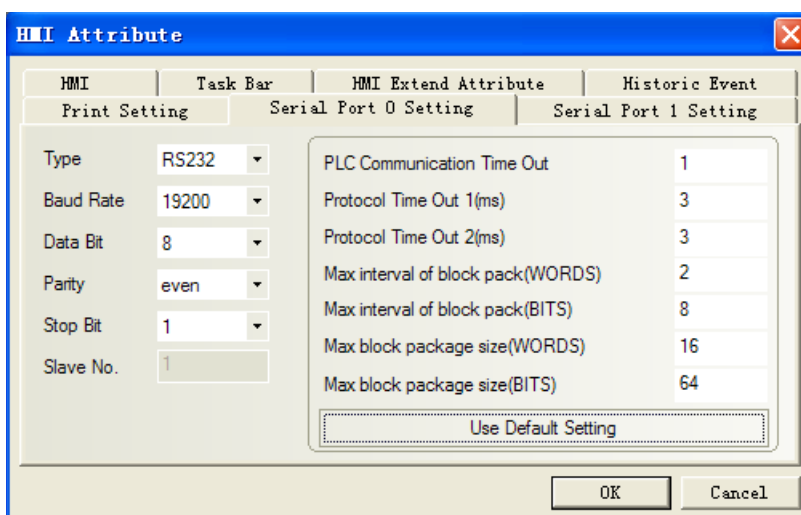 HMI Attribute
HMI Task Bar HMI Extend Attribute Historic Event
Print Setting Serial Port 0 Setting Serial Port 1 Setting
Type RS232
Baud Rate 19200
Data Bit 8
Parity even
Stop Bit 1
Slave No. 1
PLC Communication Time Out 1
Protocol Time Out 1(ms) 3
Protocol Time Out 2(ms) 3
Max interval of block pack(WORDS) 2
Max interval of block pack(BITS) 8
Max block package size(WORDS) 16
Max block package size(BITS) 64
Use Default Setting
OK Cancel